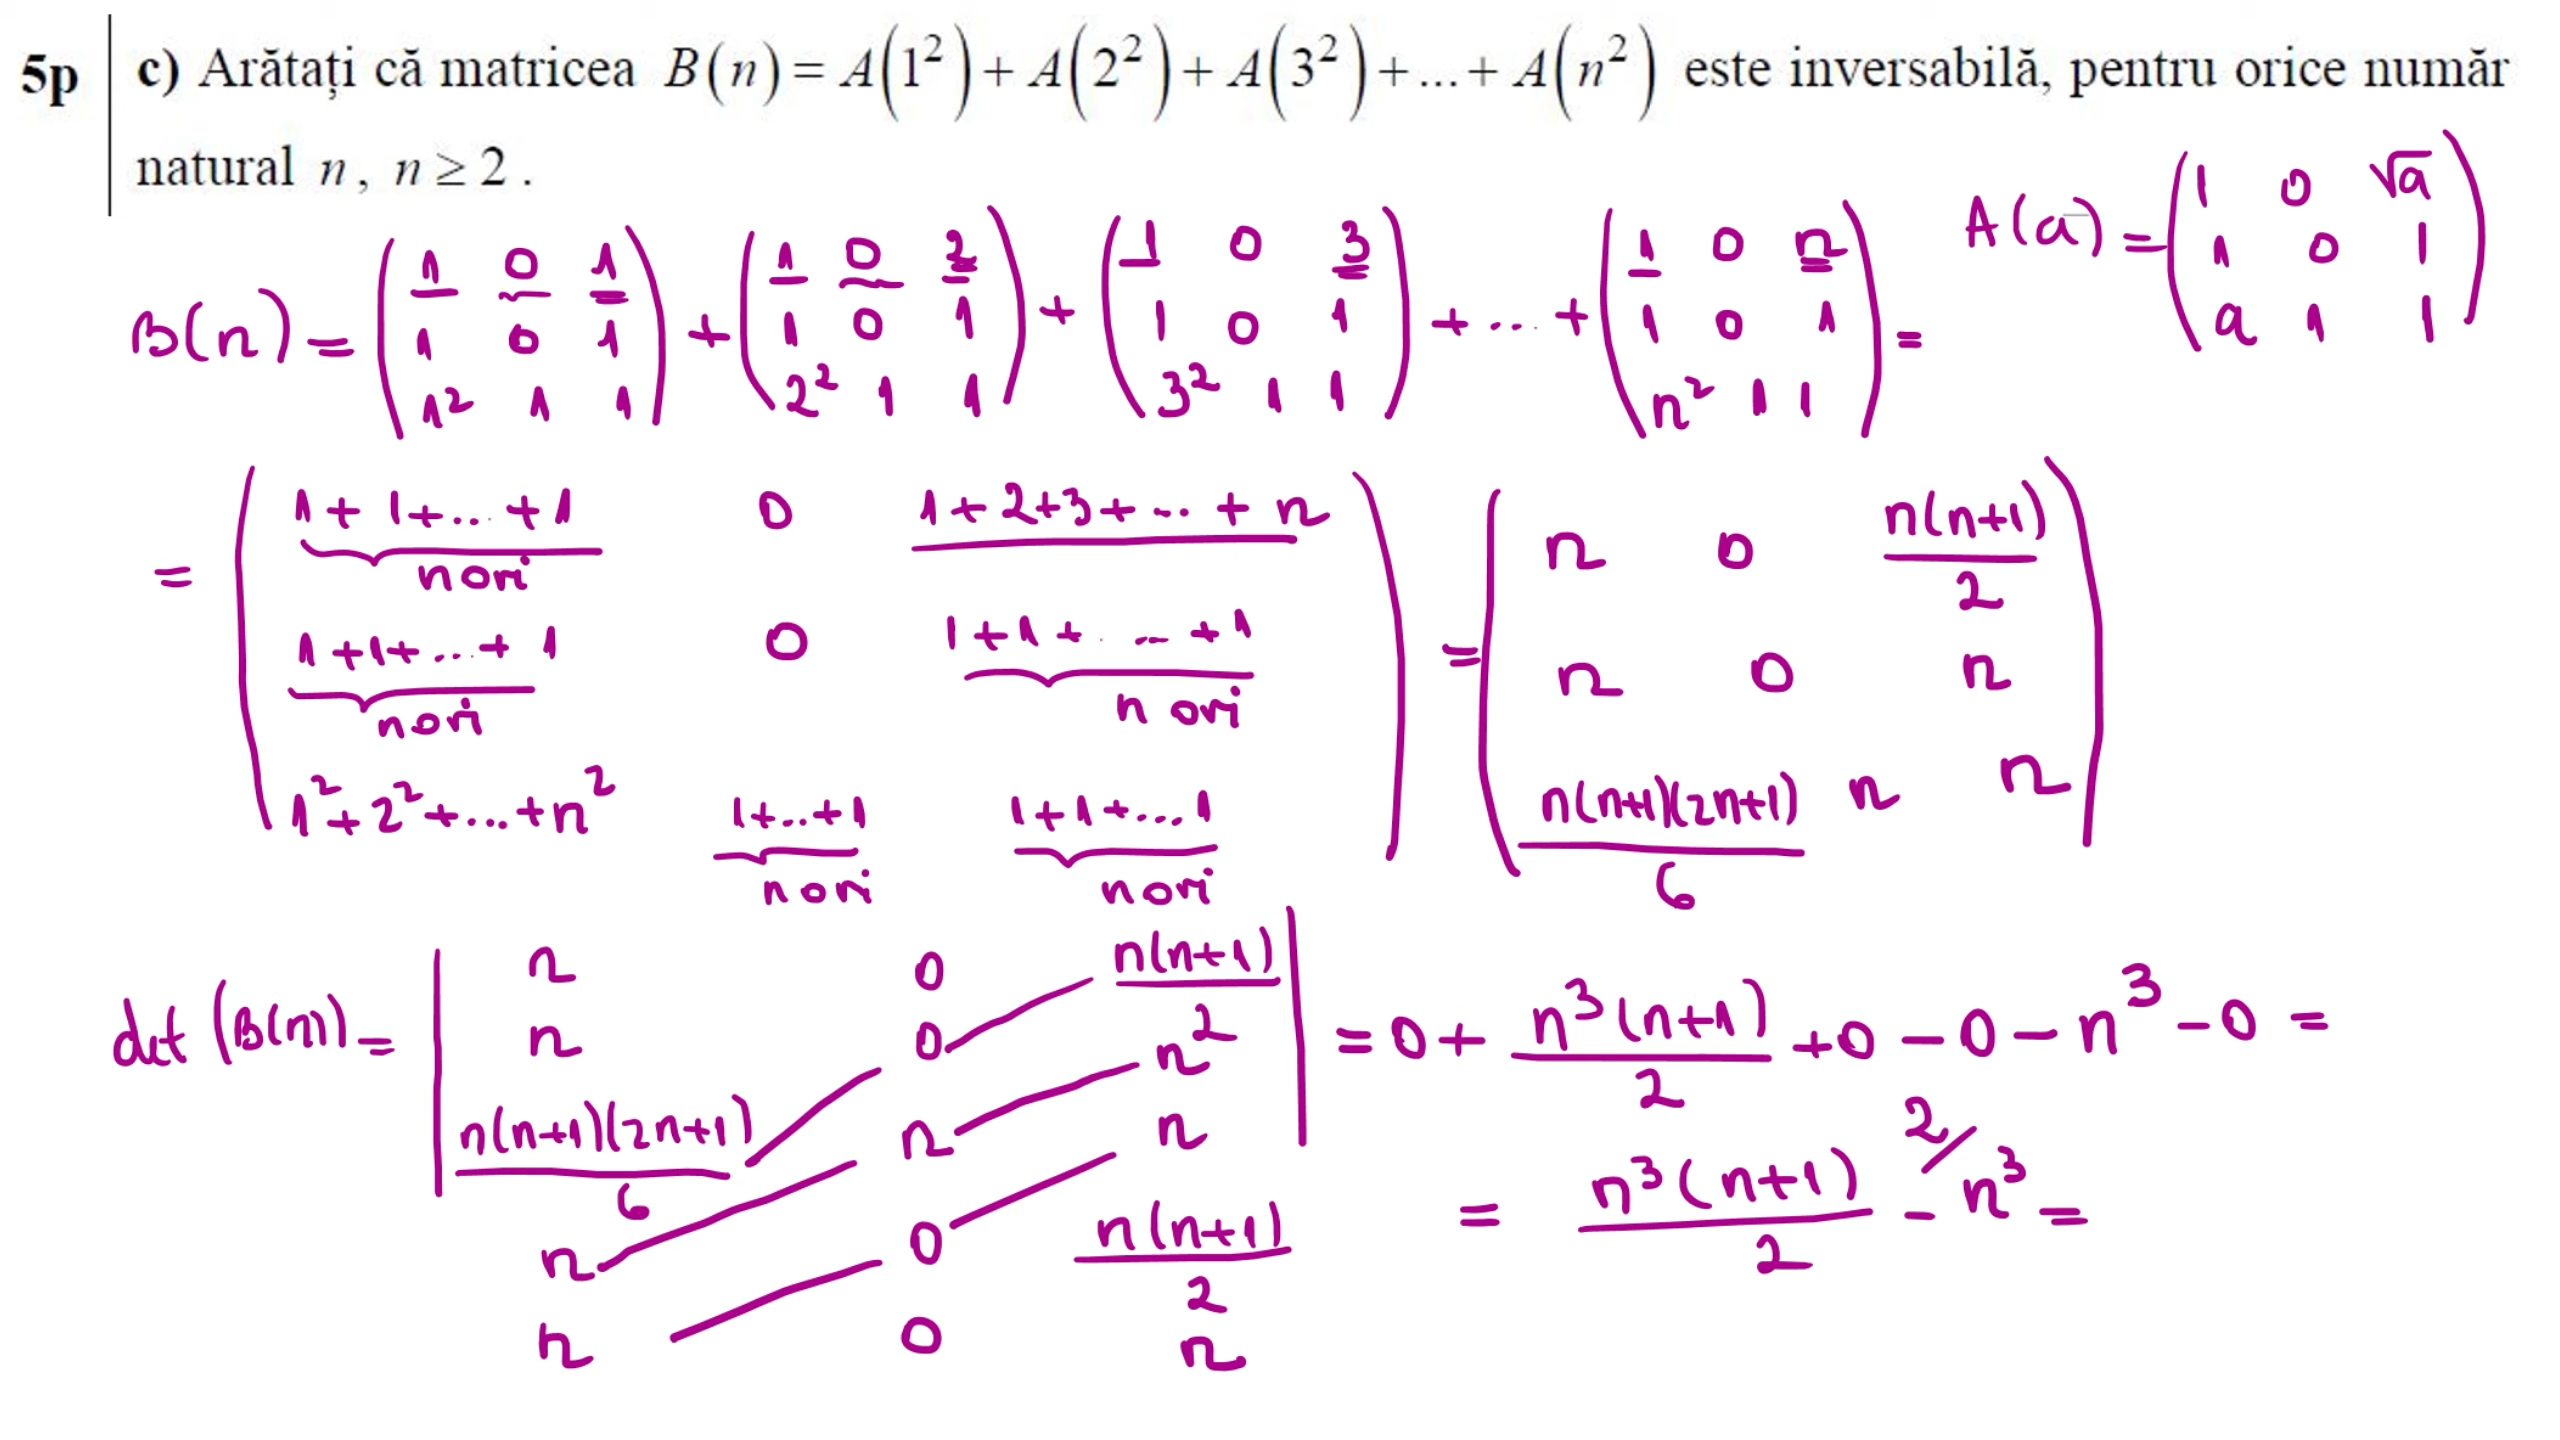 5p c) Arătați că matricea B(n) = A(1²) + A(2²) + A(3²) + ... + A(n²) este inversabilă, pentru orice număr
natural n, n ≥ 2.
A(a) = (1 0 √a
1 0 1
a 1 1)
B(n) = (1 0 1
1 0 1
1² 1 1) + (1 0 2
1 0 1
2² 1 1) + (1 0 3
1 0 1
3² 1 1) + ... + (1 0 n
1 0 1
n² 1 1) =
= (1 + 1 + ... + 1 0 1 + 2 + 3 + ... + n
n ori
1 + 1 + ... + 1 0 1 + 1 + ... + 1
n ori n ori
1² + 2² + ... + n² 1 + .. + 1 1 + 1 + ... 1)
n ori n ori
= (n 0 n(n+1)/2
n 0 n
n(n+1)(2n+1)/6 n n)
det (B(n)) = |n 0 n(n+1)/2
n 0 n
n(n+1)(2n+1)/6 n n|
n 0 n(n+1)/2
n 0 n
= 0 + n³(n+1)/2 + 0 - 0 - n³ - 0 =
= n³(n+1)/2 - ²⁄n³ =